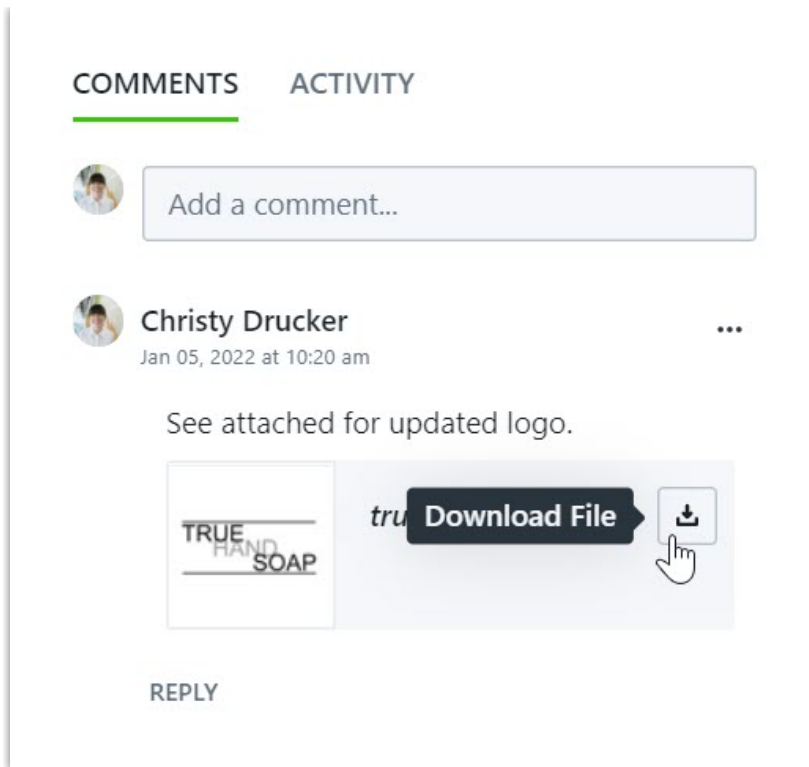 COMMENTS ACTIVITY
Add a comment...
Christy Drucker
Jan 05, 2022 at 10:20 am
See attached for updated logo.
TRUE
HAND
SOAP
tru Download File
REPLY